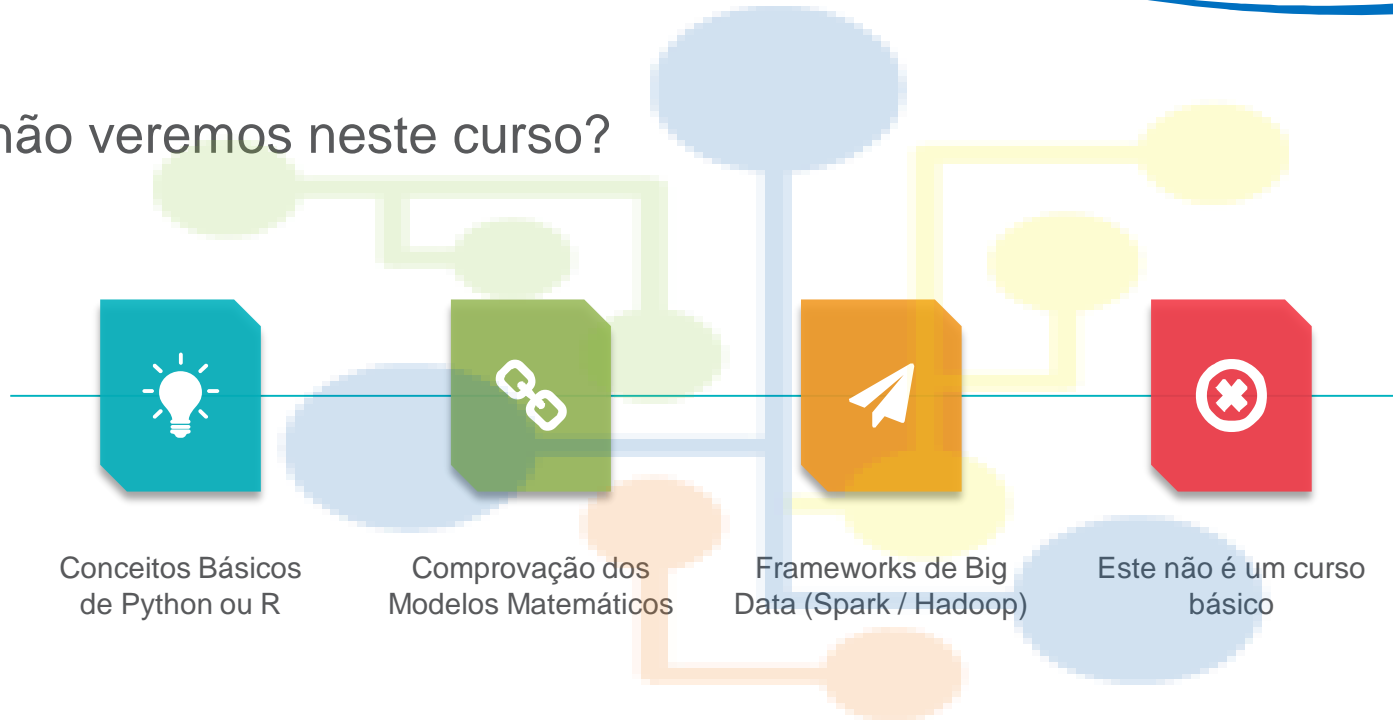 não veremos neste curso?
Conceitos Básicos
de Python ou R
Comprovação dos
Modelos Matemáticos
Frameworks de Big
Data (Spark / Hadoop)
Este não é um curso
básico